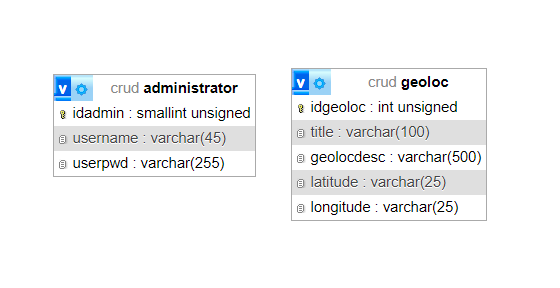 v crud administrator
idadmin : smallint unsigned
username : varchar(45)
userpwd : varchar(255)
v crud geoloc
idgeoloc : int unsigned
title : varchar(100)
geolocdesc : varchar(500)
latitude : varchar(25)
longitude : varchar(25)